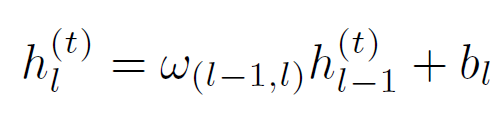 h_l^{(t)} = ω_{(l−1,l)} h_{l−1}^{(t)} + b_l